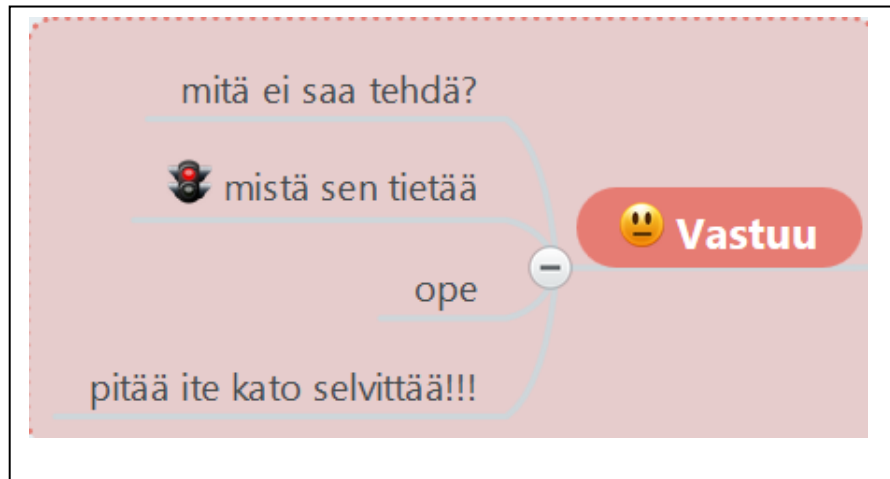 mitä ei saa tehdä?
mistä sen tietää
Vastuu
ope
pitää ite kato selvittää!!!